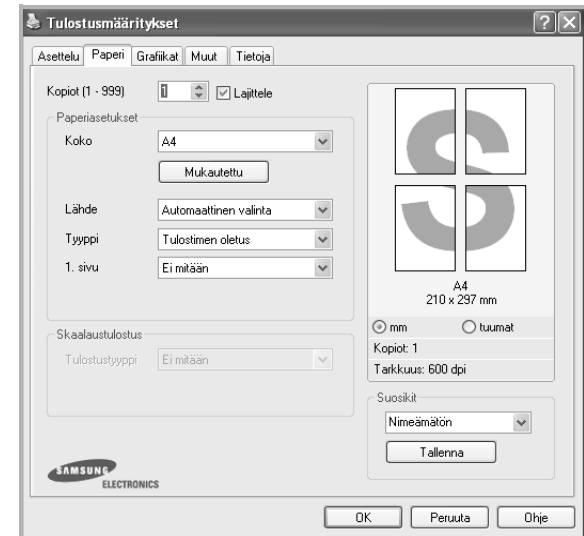 Tulostusmääritykset
Asettelu Paperi Grafiikat Muut Tietoja
Kopiot (1 - 999) 1 Lajittele
Paperiasetukset
Koko A4
Mukautettu
Lähde Automaattinen valinta
Tyyppi Tulostimen oletus
1. sivu Ei mitään
Skaalaustulostus
Tulostustyyppi Ei mitään
S
A4
210 x 297 mm
mm tuumat
Kopiot: 1
Tarkkuus: 600 dpi
Suosikit
Nimeämätön
Tallenna
SAMSUNG
ELECTRONICS
OK Peruuta Ohje